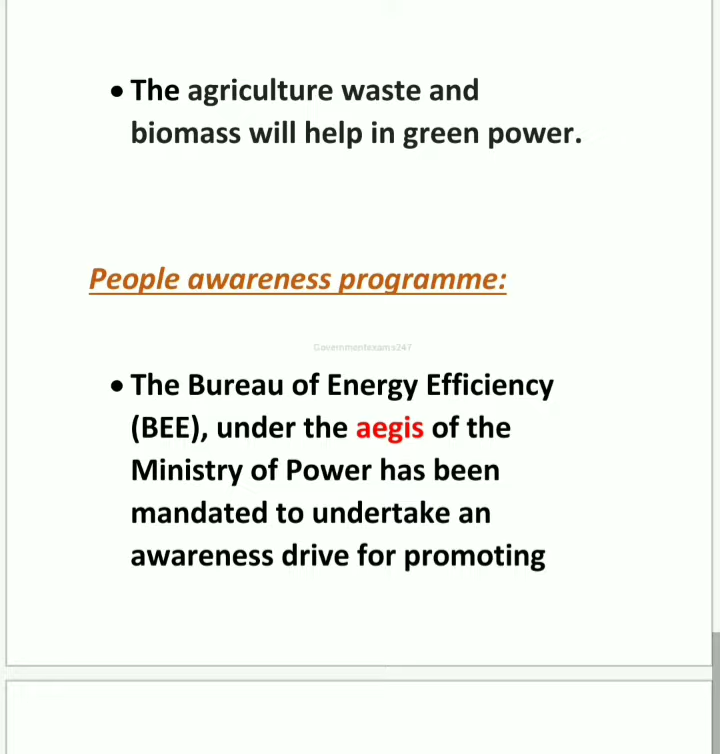 • The agriculture waste and
biomass will help in green power.
People awareness programme:
Governmentexams247
• The Bureau of Energy Efficiency
(BEE), under the aegis of the
Ministry of Power has been
mandated to undertake an
awareness drive for promoting